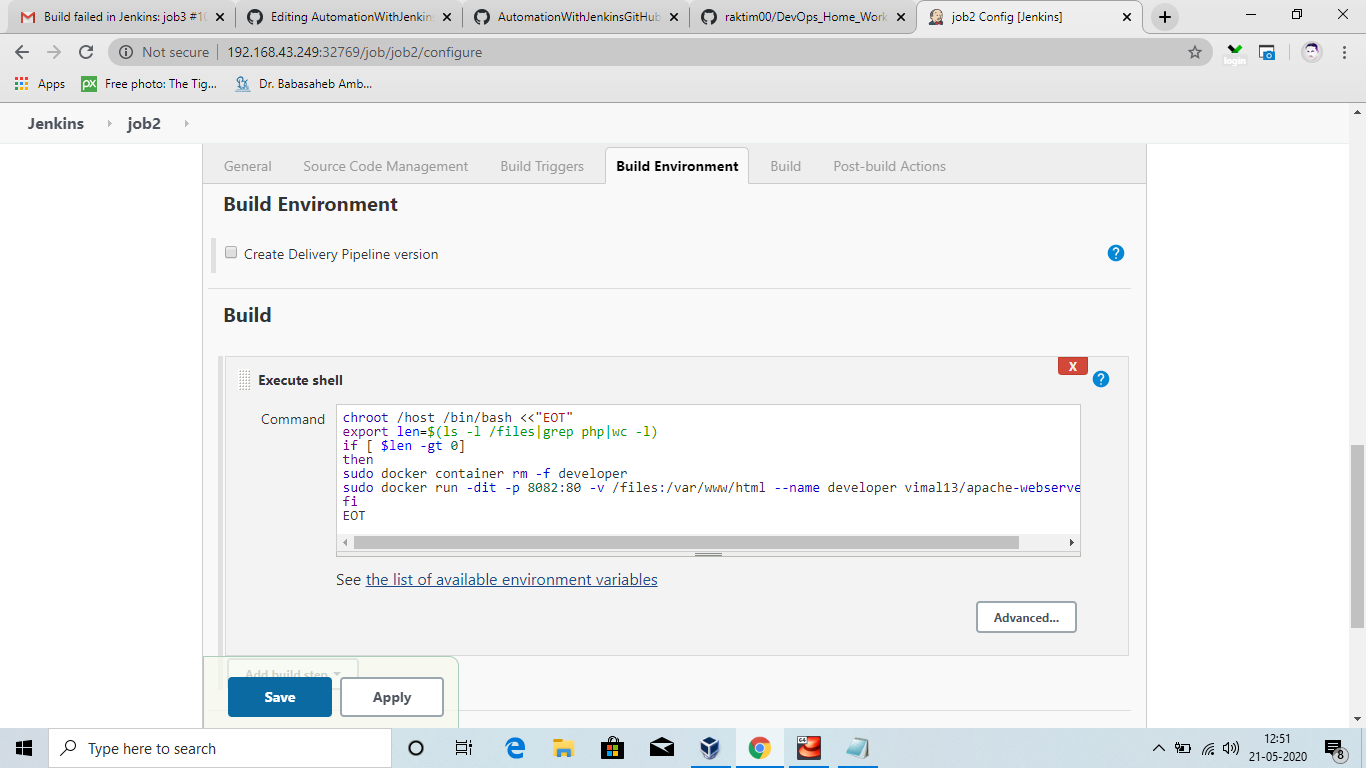 Build failed in Jenkins: job3 #10
Editing AutomationWithJenkin
AutomationWithJenkinsGitHub
raktim00/DevOps_Home_Work
job2 Config [Jenkins]
Not secure | 192.168.43.249:32769/job/job2/configure
login
Apps
px
Free photo: The Tig...
Dr. Babasaheb Amb...
Jenkins
job2
General
Source Code Management
Build Triggers
Build Environment
Build
Post-build Actions
Build Environment
Create Delivery Pipeline version
?
Build
X
Execute shell
?
Command
chroot /host /bin/bash <<"EOT"
export len=$(ls -l /files|grep php|wc -l)
if [ $len -gt 0]
then
sudo docker container rm -f developer
sudo docker run -dit -p 8082:80 -v /files:/var/www/html --name developer vimal13/apache-webserve
fi
EOT
See the list of available environment variables
Advanced...
Add build step
Save
Apply
Type here to search
64
12:51
21-05-2020
8